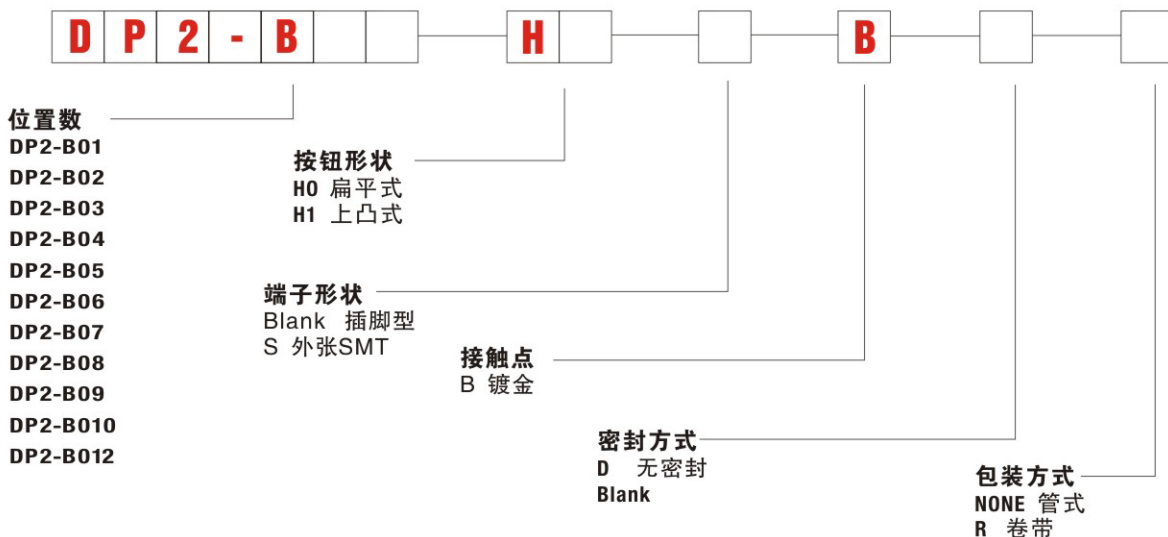 DP2-B H B
位置数
DP2-B01
DP2-B02
DP2-B03
DP2-B04
DP2-B05
DP2-B06
DP2-B07
DP2-B08
DP2-B09
DP2-B010
DP2-B012
按钮形状
H0 扁平式
H1 上凸式
端子形状
Blank 插脚型
S 外张SMT
接触点
B 镀金
密封方式
D 无密封
Blank
包装方式
NONE 管式
R 卷带